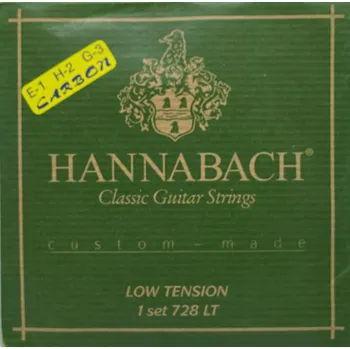 E-1 H-2 G-3
CARBON
HANNABACH®
Classic Guitar Strings
custom-made
LOW TENSION
1 set 728 LT